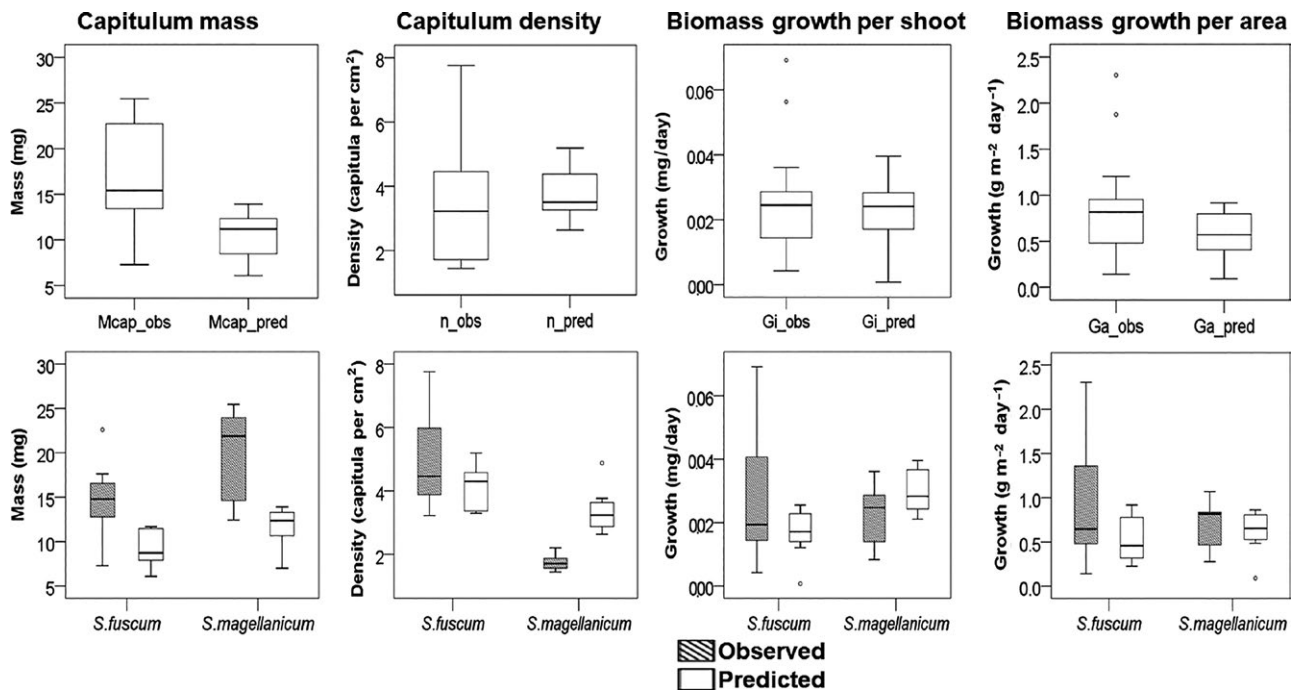 Capitulum mass
Capitulum density
Biomass growth per shoot
Biomass growth per area
Mass (mg)
30
25
20
15
10
5
Mcap_obs
Mcap_pred
Density (capitula per cm²)
8
6
4
2
n_obs
n_pred
Growth (mg/day)
0.06
0.04
0.02
0.00
Gi_obs
Gi_pred
Growth (g m⁻² day⁻¹)
2.5
2.0
1.5
1.0
0.5
0.0
Ga_obs
Ga_pred
Mass (mg)
30
25
20
15
10
5
S.fuscum
S.magellanicum
Density (capitula per cm²)
8
6
4
2
S.fuscum
S.magellanicum
Growth (mg/day)
0.06
0.04
0.02
0.00
S.fuscum
S.magellanicum
Growth (g m⁻² day⁻¹)
2.5
2.0
1.5
1.0
0.5
0.0
S.fuscum
S.magellanicum
Observed
Predicted